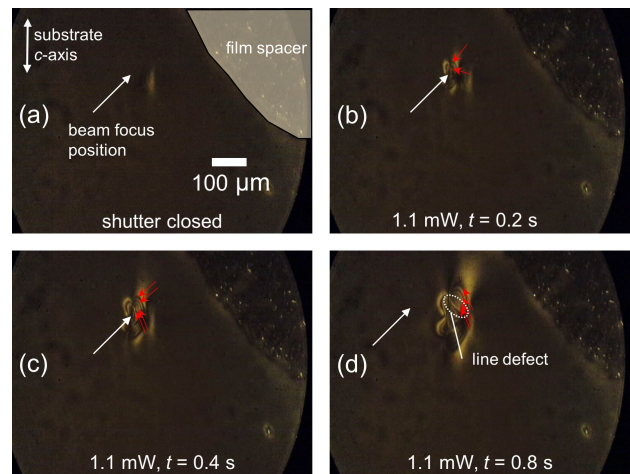 substrate
c-axis
film spacer
(a)
beam focus
position
100 µm
shutter closed
(b)
1.1 mW, t = 0.2 s
(c)
1.1 mW, t = 0.4 s
(d)
line defect
1.1 mW, t = 0.8 s